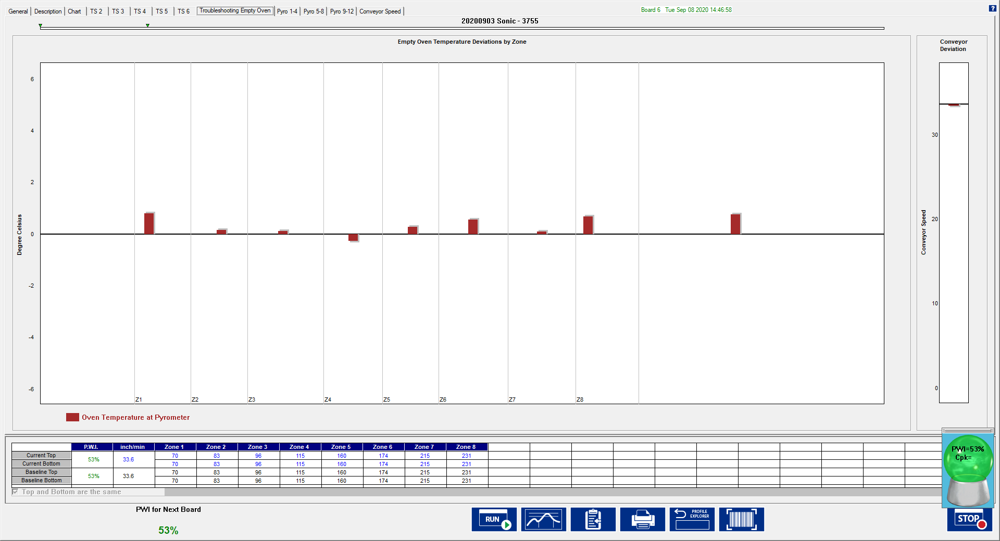 General Description Chart TS 2 TS 3 TS 4 TS 5 TS 6 Troubleshooting Empty Oven Pyro 1-4 Pyro 5-8 Pyro 9-12 Conveyor Speed
Board 6 Tue Sep 08 2020 14:46:58
?
20200903 Sonic - 3755
Empty Oven Temperature Deviations by Zone
Conveyor
Deviation
6
4
2
0
-2
-4
-6
Degree Celsius
Z1 Z2 Z3 Z4 Z5 Z6 Z7 Z8
Oven Temperature at Pyrometer
30
20
10
0
Conveyor Speed
P.W.I. inch/min Zone 1 Zone 2 Zone 3 Zone 4 Zone 5 Zone 6 Zone 7 Zone 8
Current Top 53% 33.6 70 83 96 115 160 174 215 231
Current Bottom 70 83 96 115 160 174 215 231
Baseline Top 53% 33.6 70 83 96 115 160 174 215 231
Baseline Bottom 70 83 96 115 160 174 215 231
Top and Bottom are the same
PWI=53%
Cpk=
PWI for Next Board
53%
RUN
PROFILE
EXPLORER
STOP